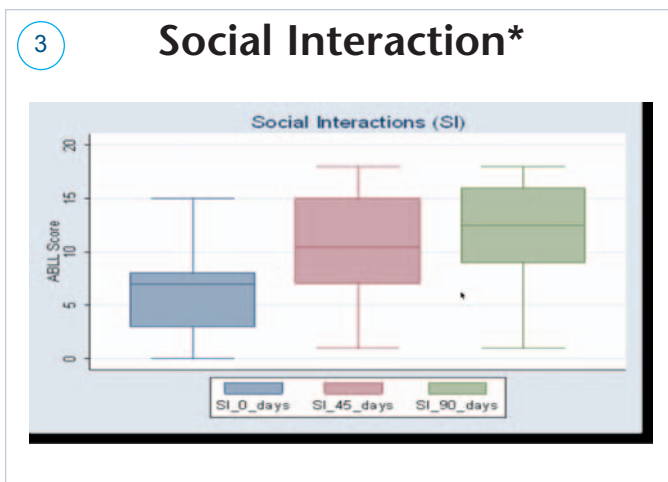 3
Social Interaction*
Social Interactions (SI)
20
15
10
5
0
ABLL Score
SI_0_days SI_45_days SI_90_days